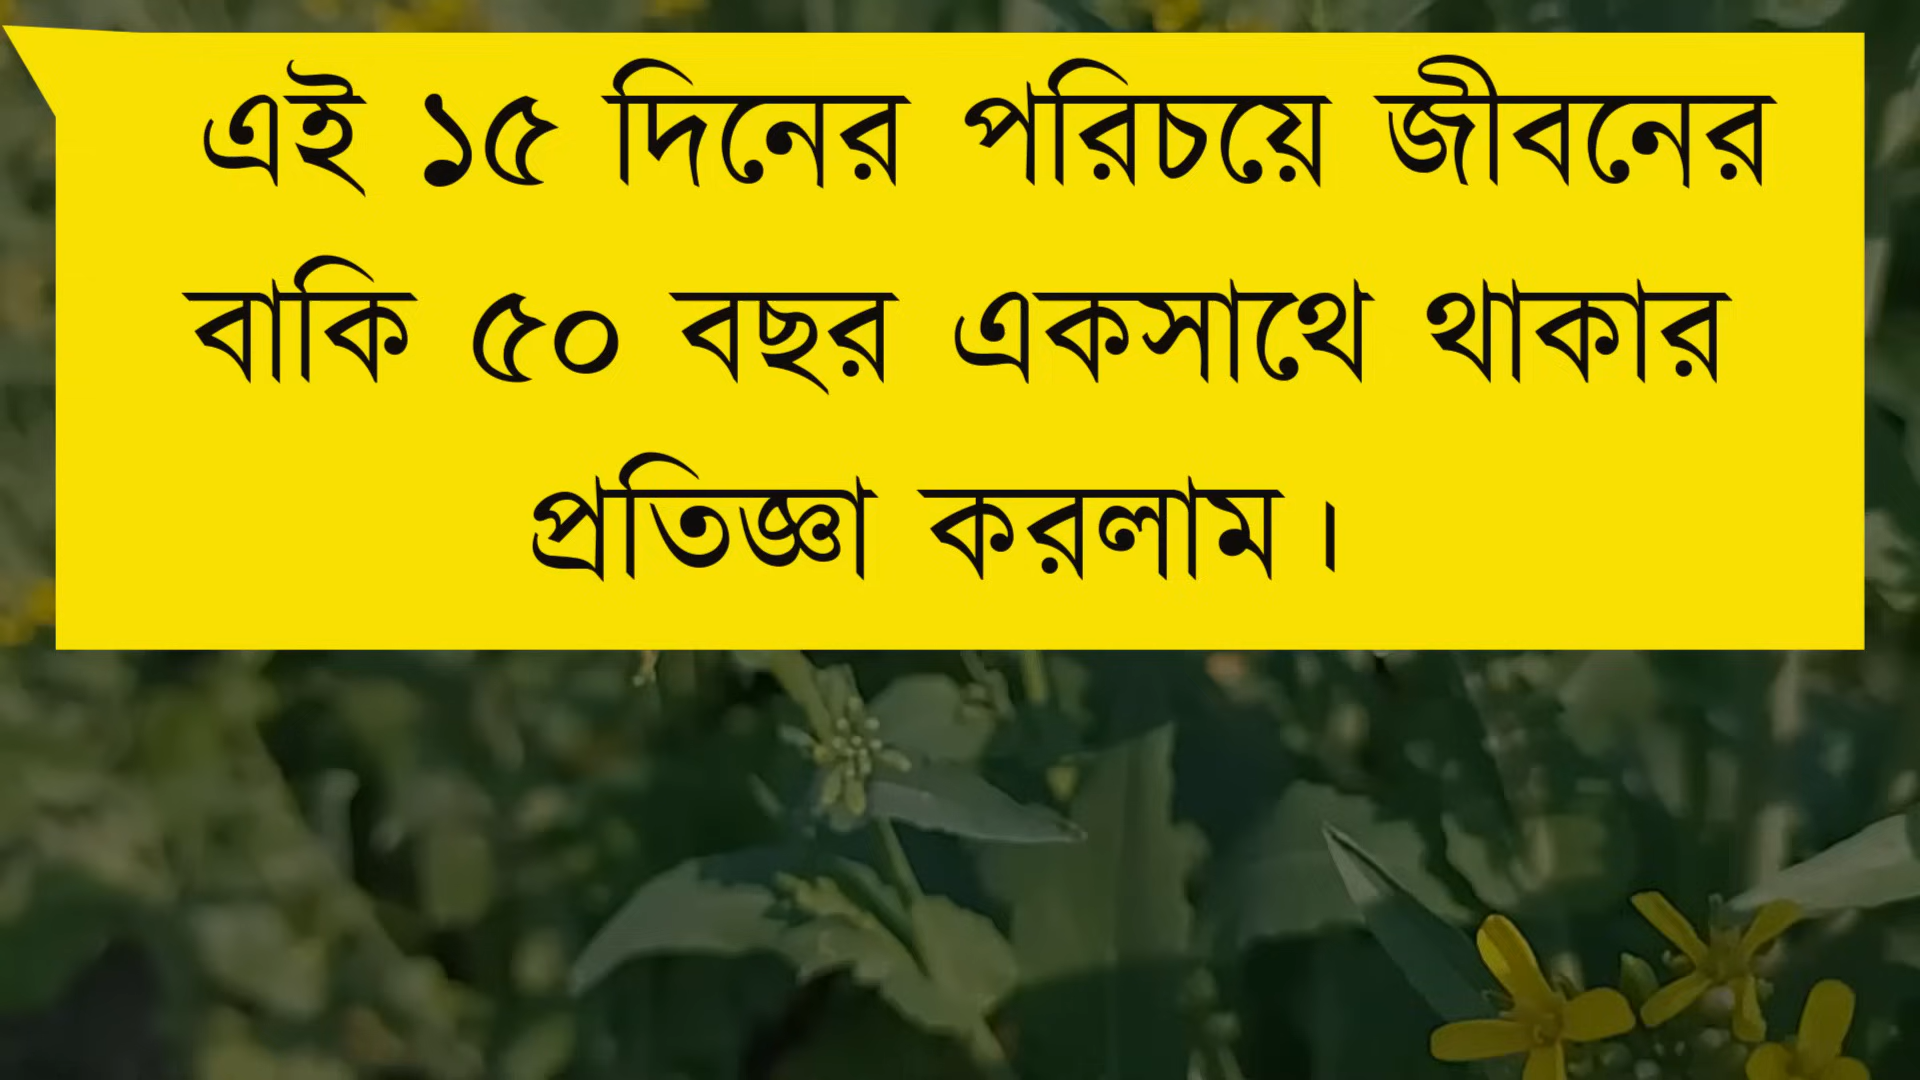 এই ১৫ দিনের পরিচয়ে জীবনের
বাকি ৫০ বছর একসাথে থাকার
প্রতিজ্ঞা করলাম।